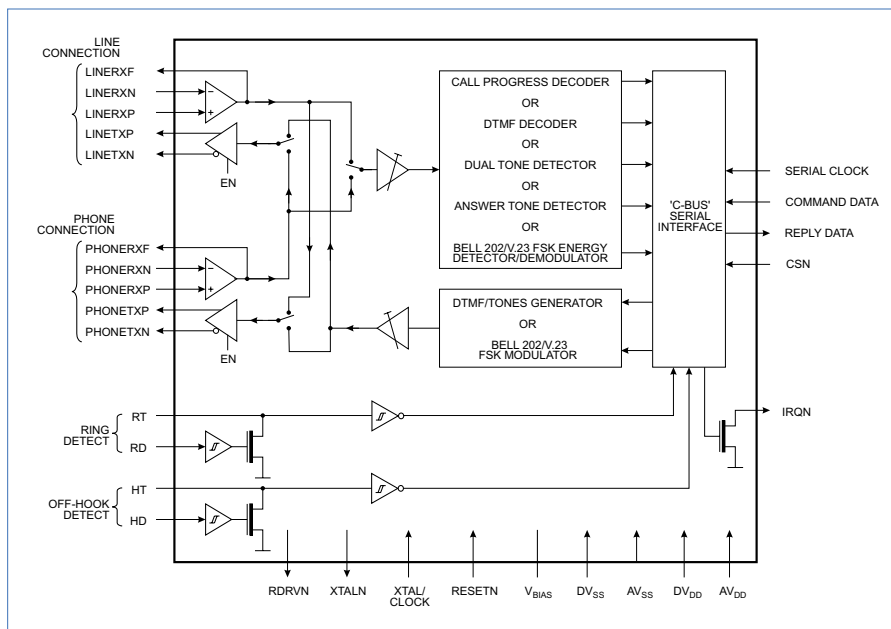 LINE
CONNECTION
LINERXF
LINERXN
LINERXP
LINETXP
LINETXN
EN
PHONE
CONNECTION
PHONERXF
PHONERXN
PHONERXP
PHONETXP
PHONETXN
EN
CALL PROGRESS DECODER
OR
DTMF DECODER
OR
DUAL TONE DETECTOR
OR
ANSWER TONE DETECTOR
OR
BELL 202/V.23 FSK ENERGY
DETECTOR/DEMODULATOR
DTMF/TONES GENERATOR
OR
BELL 202/V.23
FSK MODULATOR
'C-BUS'
SERIAL
INTERFACE
SERIAL CLOCK
COMMAND DATA
REPLY DATA
CSN
IRQN
RING
DETECT
RT
RD
OFF-HOOK
DETECT
HT
HD
RDRVN
XTALN
XTAL/
CLOCK
RESETN
VBIAS
DVSS
AVSS
DVDD
AVDD